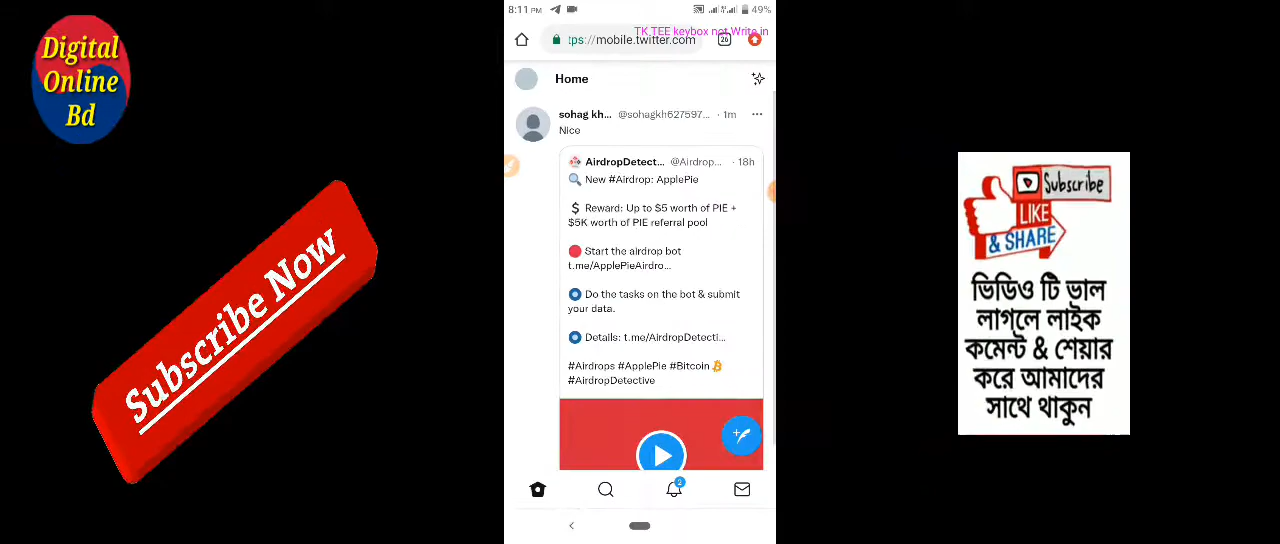 Digital
Online
Bd
Subscribe Now
8:11 PM
49%
TK TEE keybox not Write in
tps://mobile.twitter.com
26
Home
sohag kh... @sohagkh627597... · 1m
Nice
AirdropDetect... @Airdrop... · 18h
New #Airdrop: ApplePie
Reward: Up to $5 worth of PIE +
$5K worth of PIE referral pool
Start the airdrop bot
t.me/ApplePieAirdro...
Do the tasks on the bot & submit
your data.
Details: t.me/AirdropDetecti...
#Airdrops #ApplePie #Bitcoin
#AirdropDetective
2
Subscribe
LIKE
& SHARE
ভিডিও টি ভাল
লাগলে লাইক
কমেন্ট & শেয়ার
করে আমাদের
সাথে থাকুন